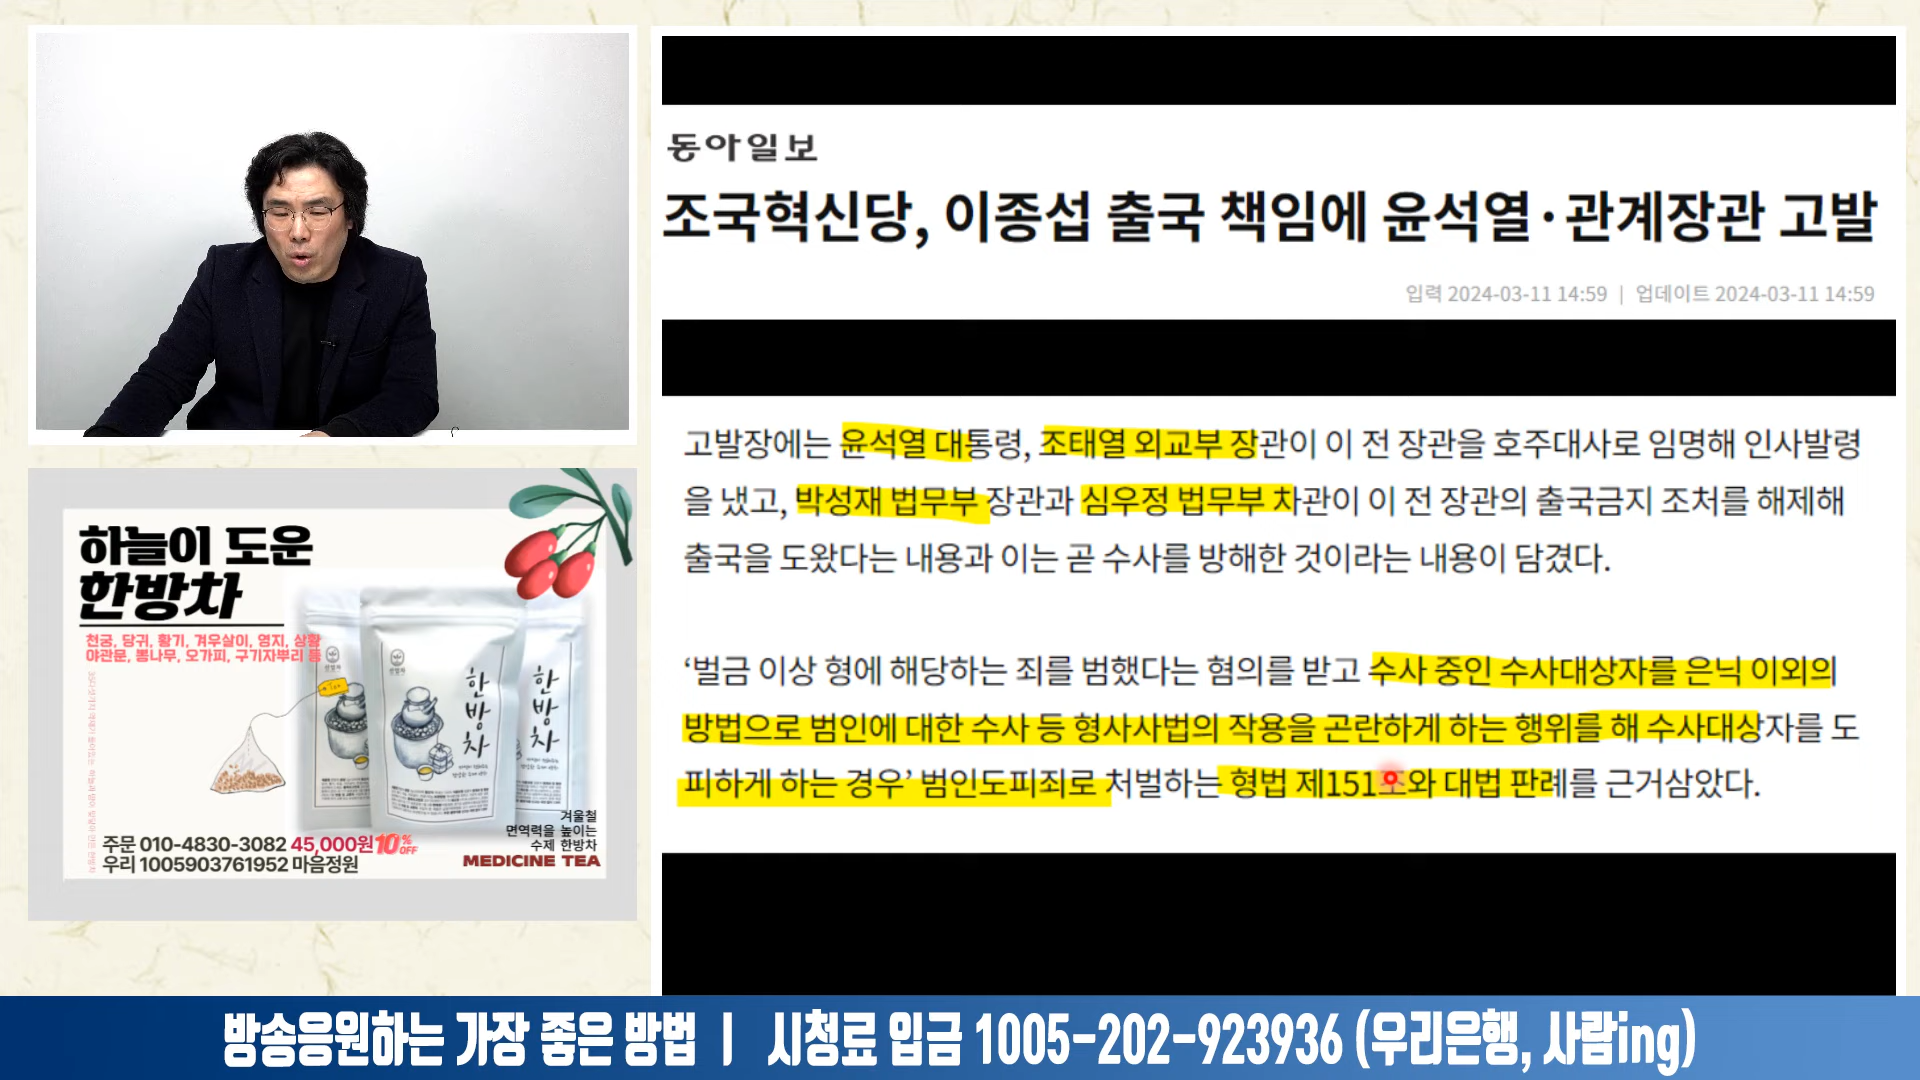 동아일보
조국혁신당, 이종섭 출국 책임에 윤석열·관계장관 고발
입력 2024-03-11 14:59 | 업데이트 2024-03-11 14:59
고발장에는 윤석열 대통령, 조태열 외교부 장관이 이 전 장관을 호주대사로 임명해 인사발령
을 냈고, 박성재 법무부 장관과 심우정 법무부 차관이 이 전 장관의 출국금지 조처를 해제해
출국을 도왔다는 내용과 이는 곧 수사를 방해한 것이라는 내용이 담겼다.
‘벌금 이상 형에 해당하는 죄를 범했다는 혐의를 받고 수사 중인 수사대상자를 은닉 이외의
방법으로 범인에 대한 수사 등 형사사법의 작용을 곤란하게 하는 행위를 해 수사대상자를 도
피하게 하는 경우’ 범인도피죄로 처벌하는 형법 제151조와 대법 판례를 근거삼았다.
하늘이 도운
한방차
천궁, 당귀, 황기, 겨우살이, 영지, 상황
야관문, 뽕나무, 오가피, 구기자뿌리 등
한방차
한방차
겨울철
면역력을 높이는
수제 한방차
MEDICINE TEA
주문 010-4830-3082 45,000원 10% OFF
우리 1005903761952 마음정원
방송응원하는 가장 좋은 방법 | 시청료 입금 1005-202-923936 (우리은행, 사람ing)